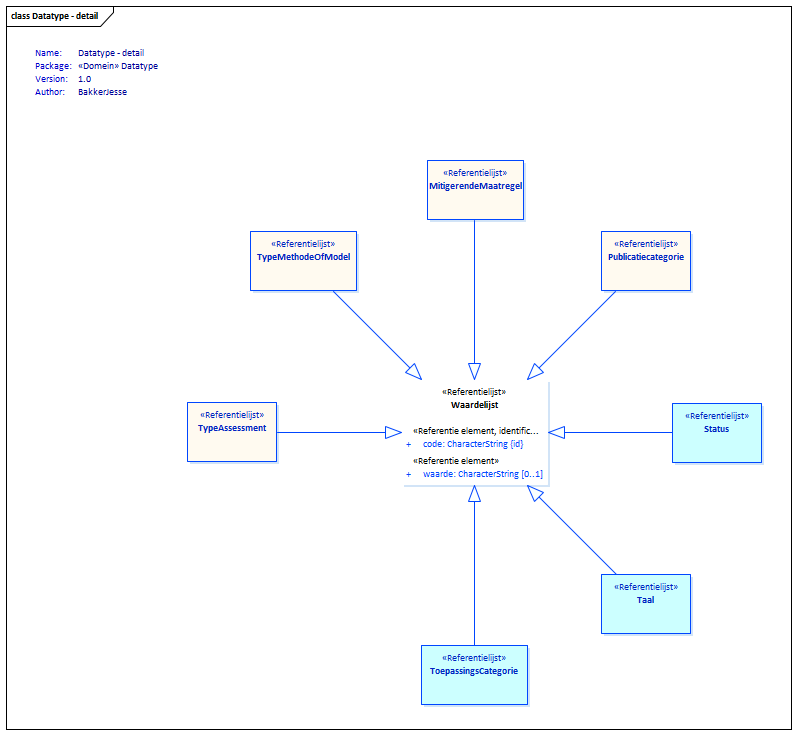 class Datatype - detail
Name: Datatype - detail
Package: «Domein» Datatype
Version: 1.0
Author: BakkerJesse
«Referentielijst»
MitigerendeMaatregel
«Referentielijst»
TypeMethodeOfModel
«Referentielijst»
Publicatiecategorie
«Referentielijst»
Waardelijst
«Referentie element, identific...
+ code: CharacterString {id}
«Referentie element»
+ waarde: CharacterString [0..1]
«Referentielijst»
TypeAssessment
«Referentielijst»
Status
«Referentielijst»
Taal
«Referentielijst»
ToepassingsCategorie